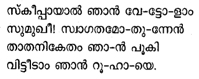 സ്കീപ്പായാൽ ഞാൻ വേ-ട്ടോ-ളാം
സുമുഖീ! സ്വാഗതമോ-തു-ന്നേൻ
താതനികേതം ഞാ-ൻ പൂകി
വിട്ടീടാം ഞാൻ റൂ-ഹാ-യെ.